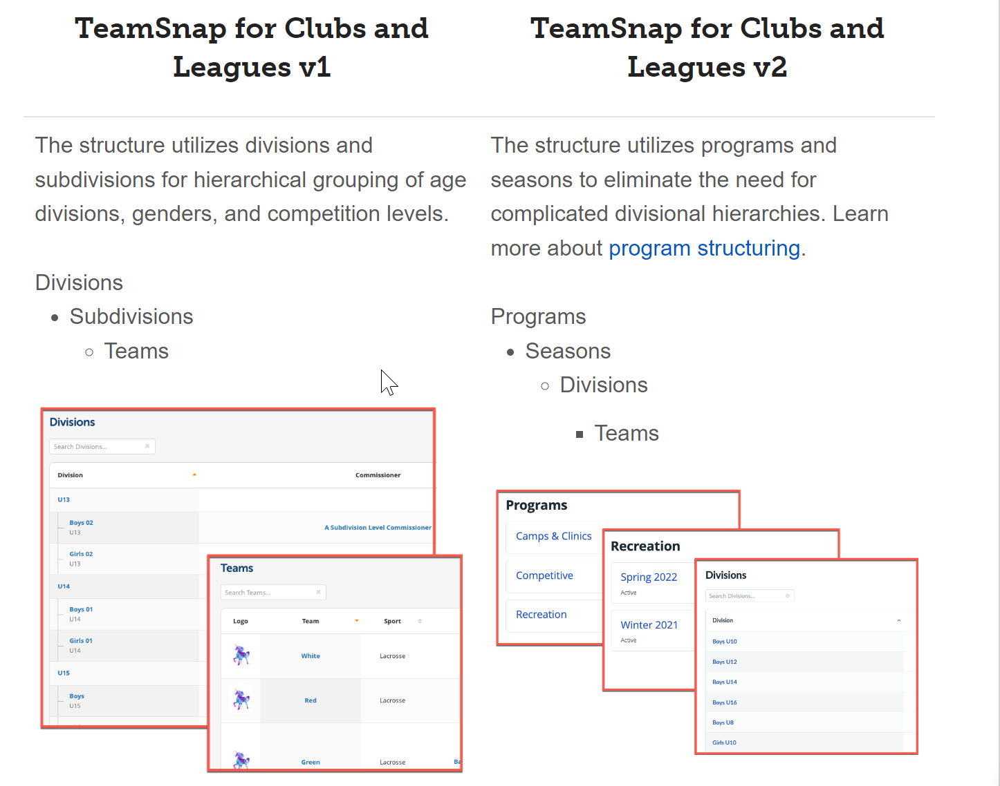 TeamSnap for Clubs and
Leagues v1
The structure utilizes divisions and
subdivisions for hierarchical grouping of age
divisions, genders, and competition levels.
Divisions
Subdivisions
Teams
Divisions
Search Divisions...
Division Commissioner
U13
Boys 02
U13
A Subdivision Level Commissioner
Girls 02
U13
U14
Boys 01
U14
Girls 01
U14
U15
Boys
U15
Teams
Search Teams...
Logo Team Sport
White Lacrosse
Red Lacrosse
Green Lacrosse
TeamSnap for Clubs and
Leagues v2
The structure utilizes programs and
seasons to eliminate the need for
complicated divisional hierarchies. Learn
more about program structuring.
Programs
Seasons
Divisions
Teams
Programs
Camps & Clinics
Competitive
Recreation
Recreation
Spring 2022
Active
Winter 2021
Active
Divisions
Search Divisions...
Division
Boys U10
Boys U12
Boys U14
Boys U16
Boys U8
Girls U10